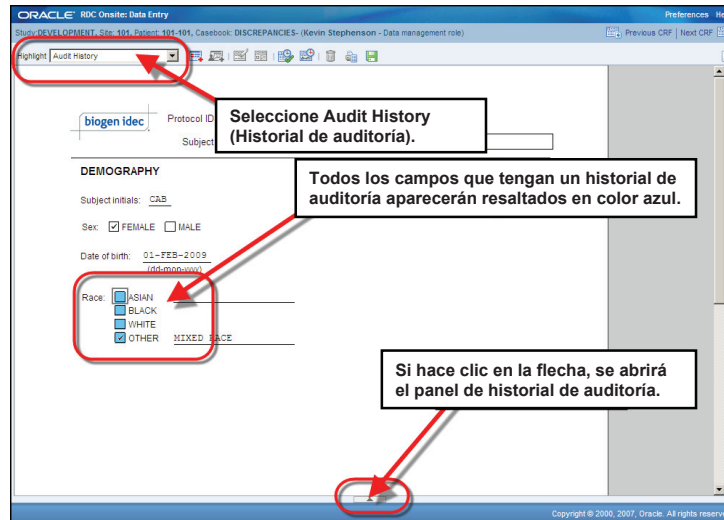 ORACLE RDC Onsite: Data Entry
Preferences
Study: DEVELOPMENT, Site: 101, Patient: 101-101, Casebook: DISCREPANCIES- (Kevin Stephenson - Data management role)
Previous CRF | Next CRF
Highlight Audit History
biogen idec
Protocol ID
Subject
Seleccione Audit History
(Historial de auditoría).
DEMOGRAPHY
Todos los campos que tengan un historial de
auditoría aparecerán resaltados en color azul.
Subject initials: CAB
Sex: FEMALE MALE
Date of birth: 01-FEB-2009
(dd-mon-yyyy)
Race: ASIAN
BLACK
WHITE
OTHER MIXED RACE
Si hace clic en la flecha, se abrirá
el panel de historial de auditoría.
Copyright © 2000, 2007, Oracle. All rights reserve